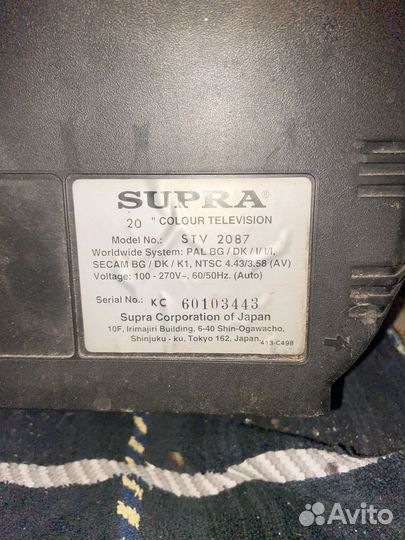 SUPRA®
20 " COLOUR TELEVISION
Model No.: STV 2087
Worldwide System: PAL BG / DK / I/ I/I,
SECAM BG / DK / K1, NTSC 4.43/3.58 (AV)
Voltage: 100 - 270V~, 60/50Hz. (Auto)
Serial No.: KC 60103443
Supra Corporation of Japan
10F, Irimajiri Building, 6-40 Shin-Ogawacho,
Shinjuku - ku, Tokyo 162, Japan.
413-C49B
Avito